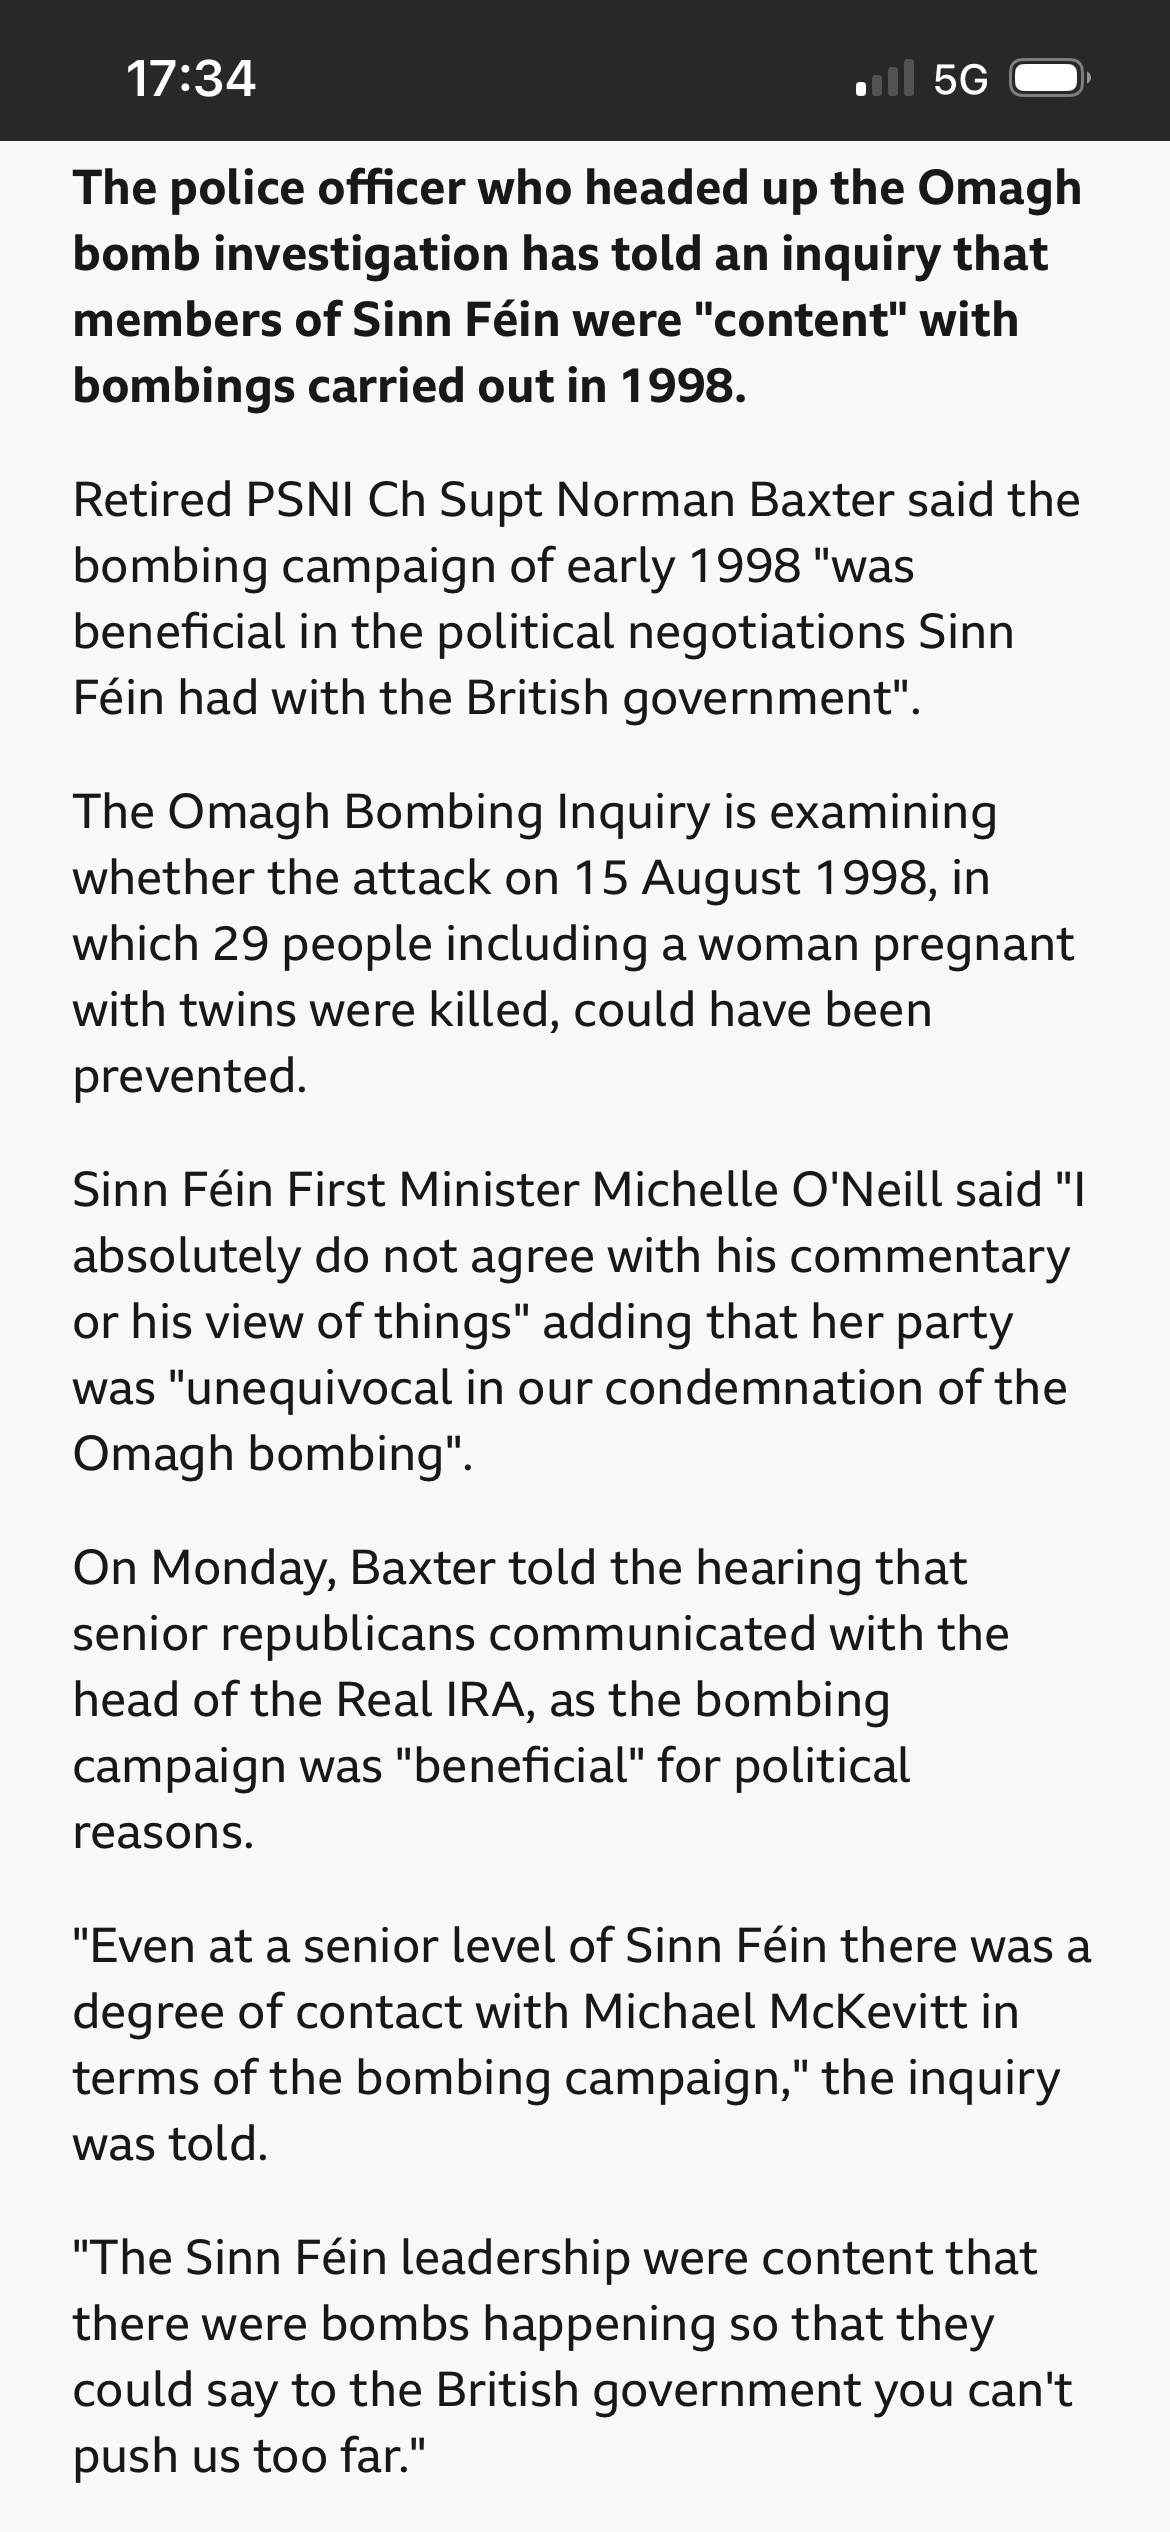 17:34
5G
The police officer who headed up the Omagh
bomb investigation has told an inquiry that
members of Sinn Féin were "content" with
bombings carried out in 1998.
Retired PSNI Ch Supt Norman Baxter said the
bombing campaign of early 1998 "was
beneficial in the political negotiations Sinn
Féin had with the British government".
The Omagh Bombing Inquiry is examining
whether the attack on 15 August 1998, in
which 29 people including a woman pregnant
with twins were killed, could have been
prevented.
Sinn Féin First Minister Michelle O'Neill said "I
absolutely do not agree with his commentary
or his view of things" adding that her party
was "unequivocal in our condemnation of the
Omagh bombing".
On Monday, Baxter told the hearing that
senior republicans communicated with the
head of the Real IRA, as the bombing
campaign was "beneficial" for political
reasons.
"Even at a senior level of Sinn Féin there was a
degree of contact with Michael McKevitt in
terms of the bombing campaign," the inquiry
was told.
"The Sinn Féin leadership were content that
there were bombs happening so that they
could say to the British government you can't
push us too far."